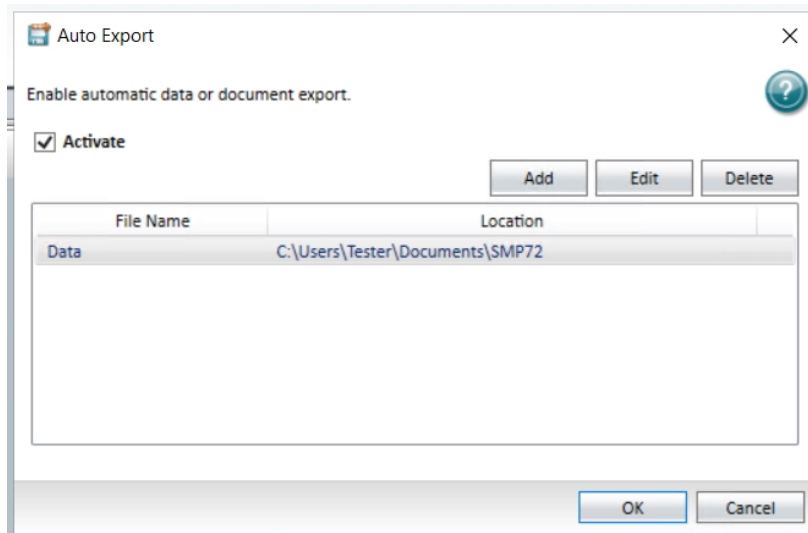 Auto Export
Enable automatic data or document export.
?
Activate
Add Edit Delete
File Name Location
Data C:\Users\Tester\Documents\SMP72
OK Cancel